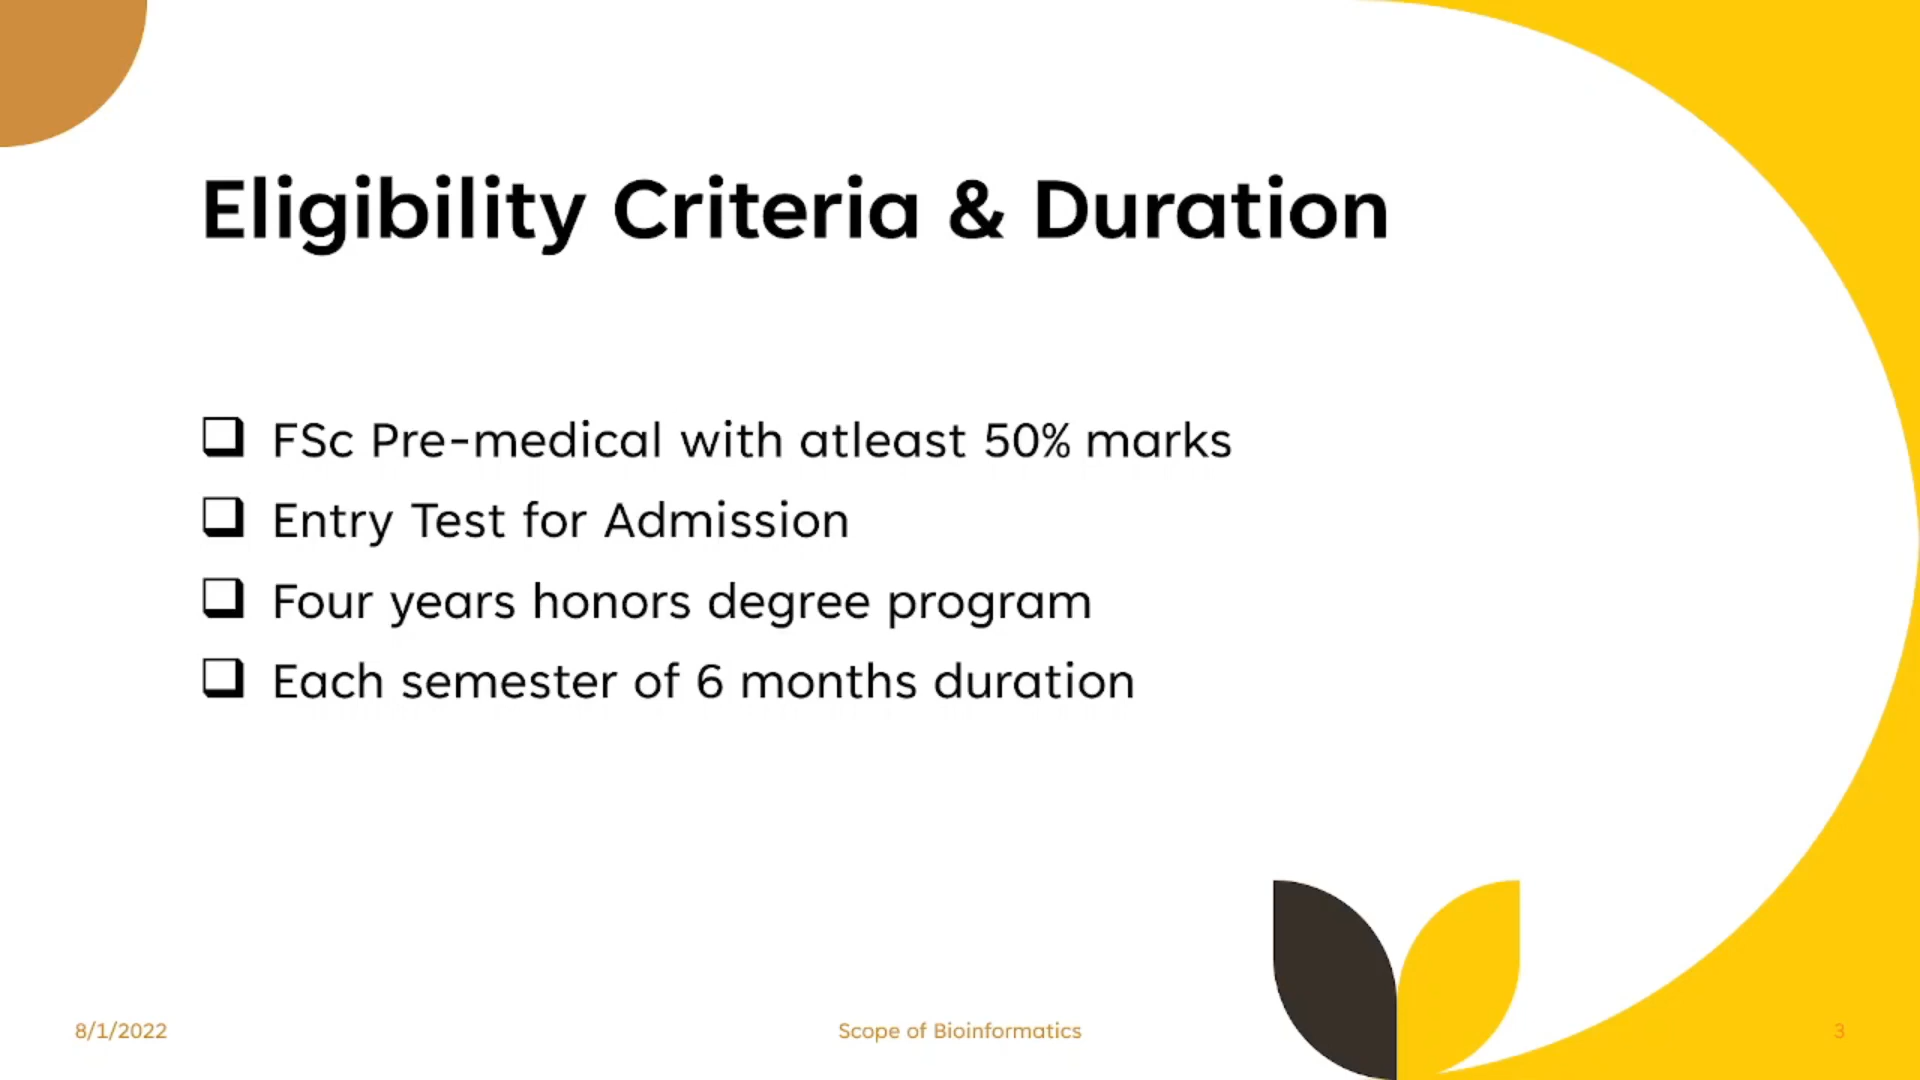 Eligibility Criteria & Duration
FSc Pre-medical with atleast 50% marks
Entry Test for Admission
Four years honors degree program
Each semester of 6 months duration
8/1/2022
Scope of Bioinformatics
3